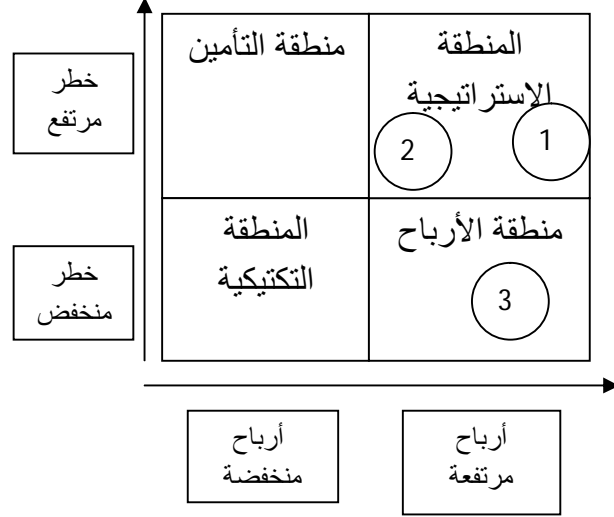 المنطقة
الاستراتيجية
منطقة التأمين
خطر
مرتفع
1
2
منطقة الأرباح
المنطقة
التكتيكية
خطر
منخفض
3
أرباح
مرتفعة
أرباح
منخفضة